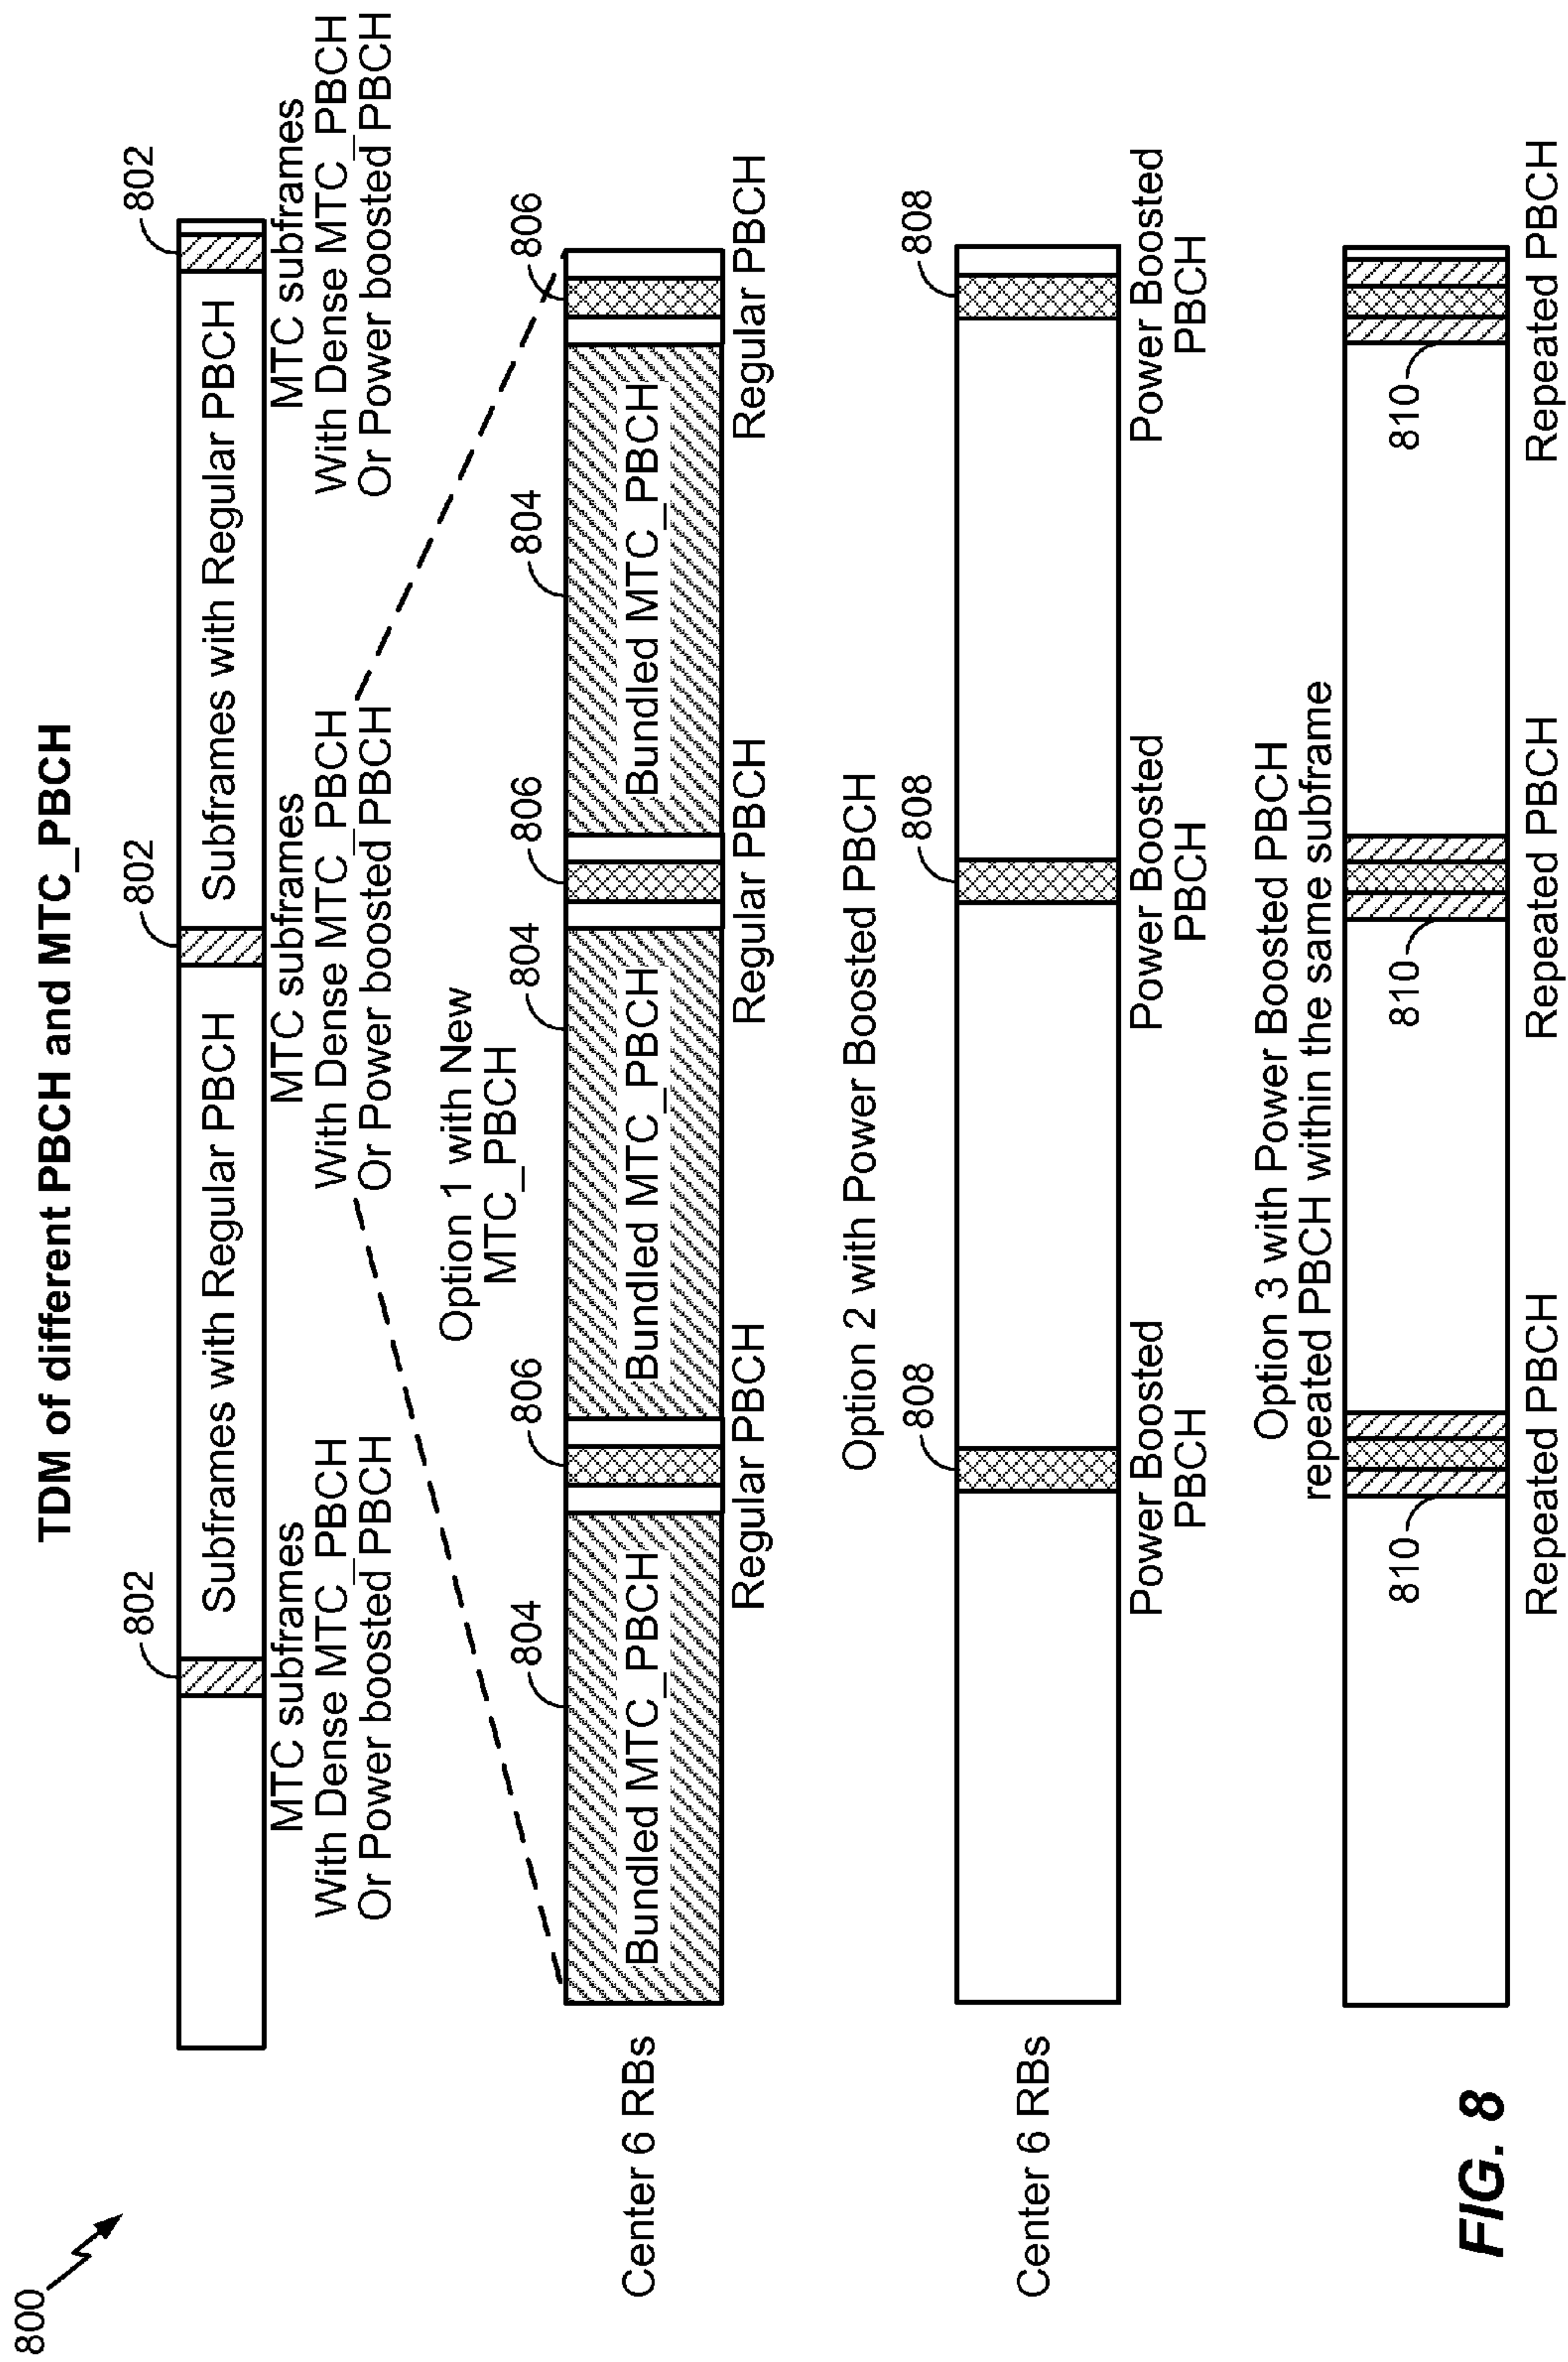 800
TDM of different PBCH and MTC_PBCH
802
802
802
Subframes with Regular PBCH
Subframes with Regular PBCH
MTC subframes
With Dense MTC_PBCH
Or Power boosted PBCH
MTC subframes
With Dense MTC_PBCH
Or Power boosted PBCH
MTC subframes
With Dense MTC_PBCH
Or Power boosted PBCH
Option 1 with New
MTC_PBCH
804
806
804
806
804
806
Center 6 RBs
Bundled MTC_PBCH
Bundled MTC_PBCH
Bundled MTC_PBCH
Regular PBCH
Regular PBCH
Regular PBCH
Option 2 with Power Boosted PBCH
808
808
808
Center 6 RBs
Power Boosted
PBCH
Power Boosted
PBCH
Power Boosted
PBCH
Option 3 with Power Boosted PBCH
repeated PBCH within the same subframe
810
810
810
Repeated PBCH
Repeated PBCH
Repeated PBCH
FIG. 8